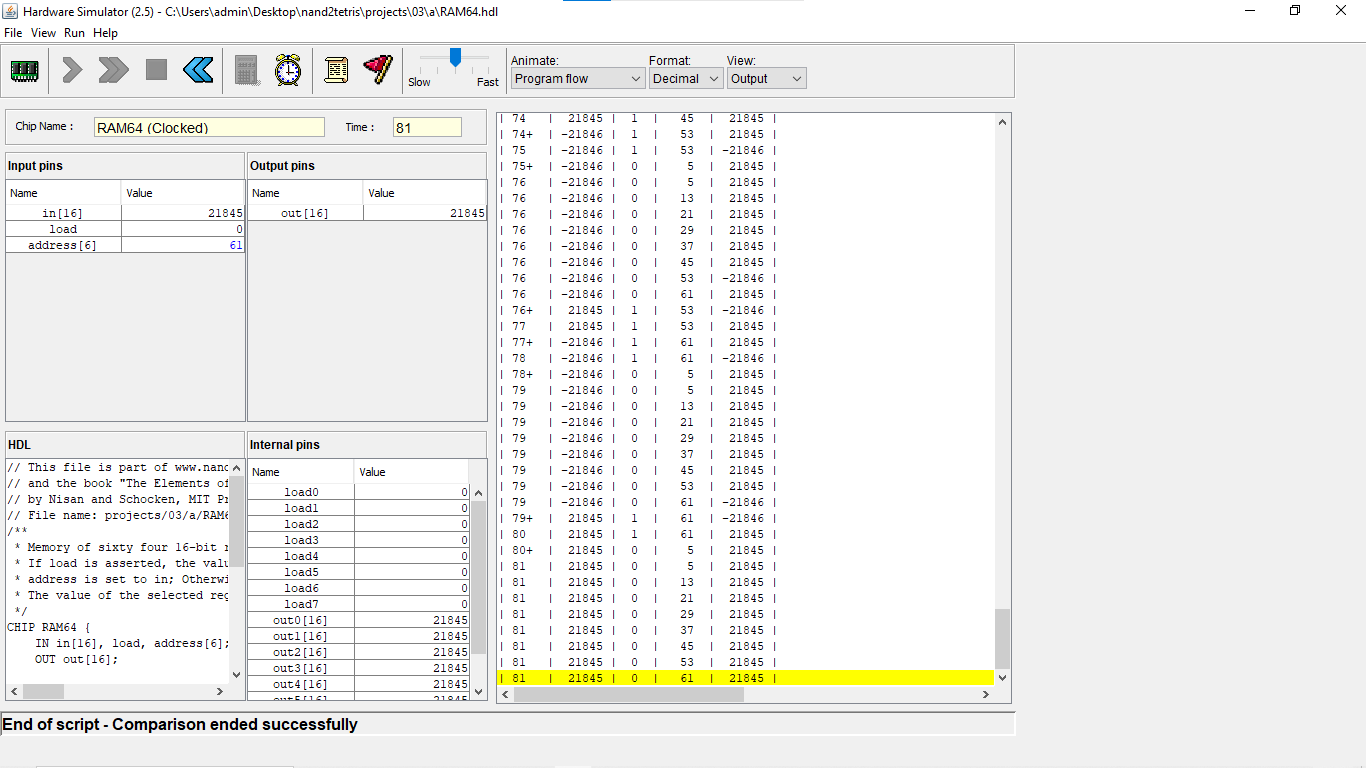 Hardware Simulator (2.5) - C:\Users\admin\Desktop\nand2tetris\projects\03\a\RAM64.hdl
File View Run Help
Slow Fast
Animate: Format: View:
Program flow Decimal Output
Chip Name : RAM64 (Clocked) Time : 81
Input pins
Name Value
in[16] 21845
load 0
address[6] 61
Output pins
Name Value
out[16] 21845
HDL
// This file is part of www.nand
// and the book "The Elements of
// by Nisan and Schocken, MIT Pr
// File name: projects/03/a/RAM6
/**
* Memory of sixty four 16-bit r
* If load is asserted, the valu
* address is set to in; Otherwi
* The value of the selected reg
*/
CHIP RAM64 {
IN in[16], load, address[6];
OUT out[16];
Internal pins
Name Value
load0 0
load1 0
load2 0
load3 0
load4 0
load5 0
load6 0
load7 0
out0[16] 21845
out1[16] 21845
out2[16] 21845
out3[16] 21845
out4[16] 21845
out5[16] 21845
| 74 | 21845 | 1 | 45 | 21845 |
| 74+ | -21846 | 1 | 53 | 21845 |
| 75 | -21846 | 1 | 53 | -21846 |
| 75+ | -21846 | 0 | 5 | 21845 |
| 76 | -21846 | 0 | 5 | 21845 |
| 76 | -21846 | 0 | 13 | 21845 |
| 76 | -21846 | 0 | 21 | 21845 |
| 76 | -21846 | 0 | 29 | 21845 |
| 76 | -21846 | 0 | 37 | 21845 |
| 76 | -21846 | 0 | 45 | 21845 |
| 76 | -21846 | 0 | 53 | -21846 |
| 76 | -21846 | 0 | 61 | 21845 |
| 76+ | 21845 | 1 | 53 | -21846 |
| 77 | 21845 | 1 | 53 | 21845 |
| 77+ | -21846 | 1 | 61 | 21845 |
| 78 | -21846 | 1 | 61 | -21846 |
| 78+ | -21846 | 0 | 5 | 21845 |
| 79 | -21846 | 0 | 5 | 21845 |
| 79 | -21846 | 0 | 13 | 21845 |
| 79 | -21846 | 0 | 21 | 21845 |
| 79 | -21846 | 0 | 29 | 21845 |
| 79 | -21846 | 0 | 37 | 21845 |
| 79 | -21846 | 0 | 45 | 21845 |
| 79 | -21846 | 0 | 53 | 21845 |
| 79 | -21846 | 0 | 61 | -21846 |
| 79+ | 21845 | 1 | 61 | -21846 |
| 80 | 21845 | 1 | 61 | 21845 |
| 80+ | 21845 | 0 | 5 | 21845 |
| 81 | 21845 | 0 | 5 | 21845 |
| 81 | 21845 | 0 | 13 | 21845 |
| 81 | 21845 | 0 | 21 | 21845 |
| 81 | 21845 | 0 | 29 | 21845 |
| 81 | 21845 | 0 | 37 | 21845 |
| 81 | 21845 | 0 | 45 | 21845 |
| 81 | 21845 | 0 | 53 | 21845 |
| 81 | 21845 | 0 | 61 | 21845 |
End of script - Comparison ended successfully